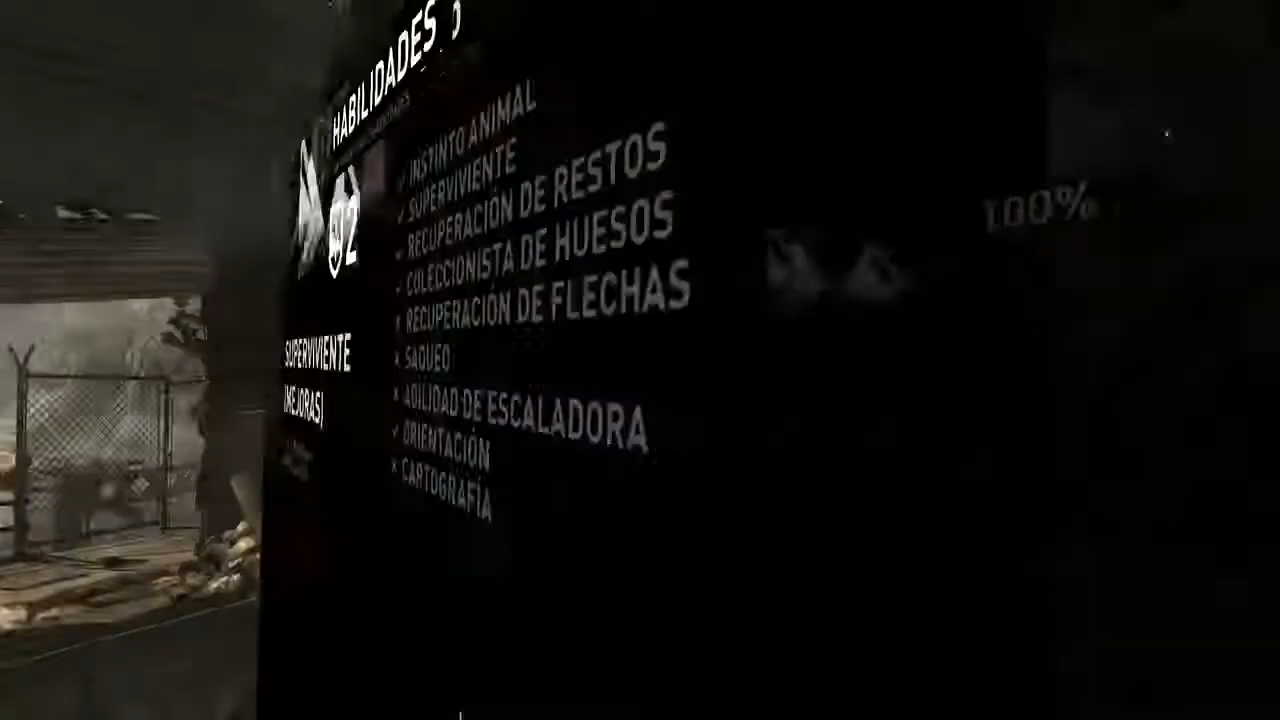 HABILIDADES
INSTINTO ANIMAL
SUPERVIVIENTE
RECUPERACIÓN DE RESTOS
COLECCIONISTA DE HUESOS
RECUPERACIÓN DE FLECHAS
SAQUEO
AGILIDAD DE ESCALADORA
ORIENTACIÓN
CARTOGRAFÍA
2
SUPERVIVIENTE
(MEJORAS)
100%